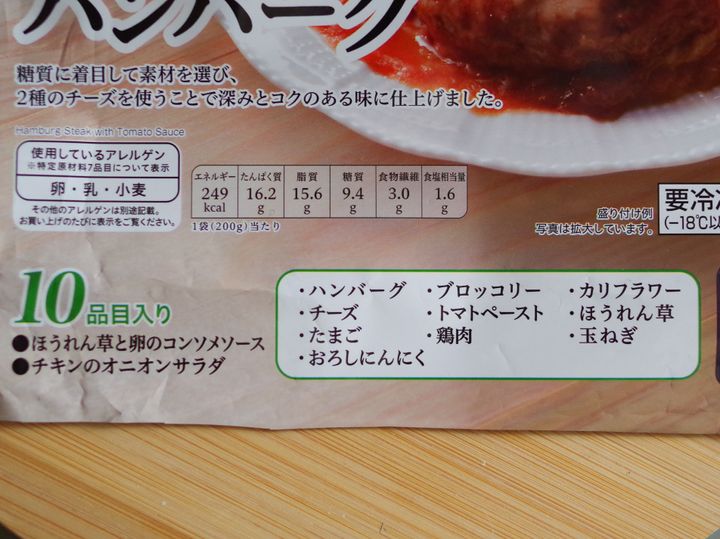 ハンバーグ
糖質に着目して素材を選び、
2種のチーズを使うことで深みとコクのある味に仕上げました。
Hamburg Steak with Tomato Sauce
使用しているアレルゲン
※特定原材料7品目について表示
卵・乳・小麦
その他のアレルゲンは別途記載。
お買い上げのたびに表示をご覧ください。
エネルギー たんぱく質 脂質 糖質 食物繊維 食塩相当量
249 kcal 16.2 g 15.6 g 9.4 g 3.0 g 1.6 g
1袋(200g)当たり
盛り付け例
写真は拡大しています。
要冷
(−18℃以
10品目入り
●ほうれん草と卵のコンソメソース
●チキンのオニオンサラダ
・ハンバーグ ・ブロッコリー ・カリフラワー
・チーズ ・トマトペースト ・ほうれん草
・たまご ・鶏肉 ・玉ねぎ
・おろしにんにく